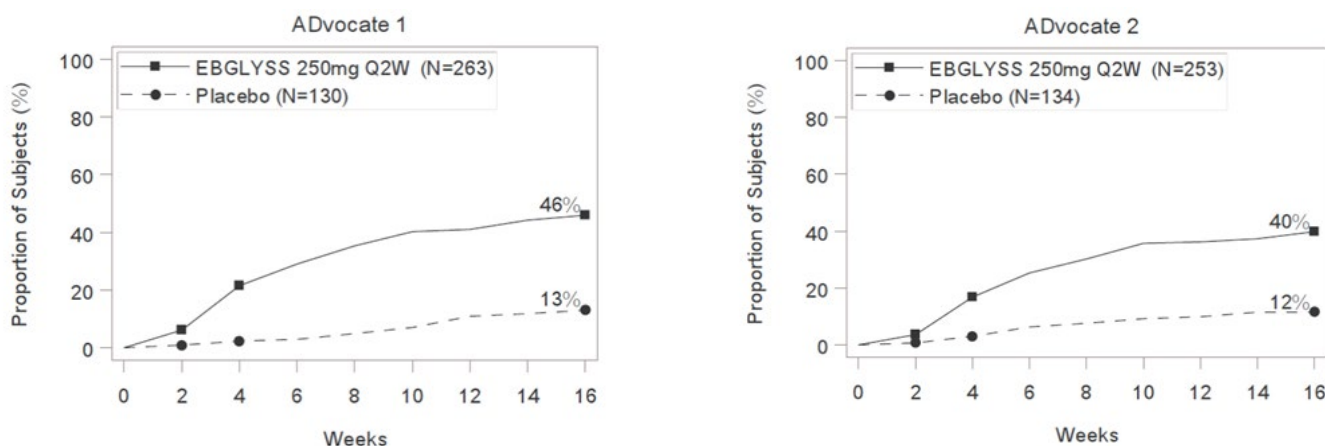 ADvocate 1
EBGLYSS 250mg Q2W (N=263)
Placebo (N=130)
Proportion of Subjects (%)
100
80
60
40
20
0
46%
13%
0 2 4 6 8 10 12 14 16
Weeks
ADvocate 2
EBGLYSS 250mg Q2W (N=253)
Placebo (N=134)
Proportion of Subjects (%)
100
80
60
40
20
0
40%
12%
0 2 4 6 8 10 12 14 16
Weeks